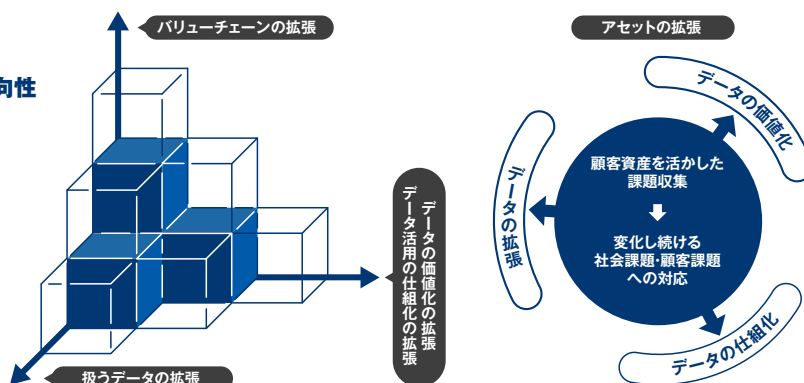 向性
バリューチェーンの拡張
データの価値化の拡張
データ活用の仕組化の拡張
扱うデータの拡張
アセットの拡張
データの価値化
データの拡張
顧客資産を活かした
課題収集
変化し続ける
社会課題・顧客課題
への対応
データの仕組化